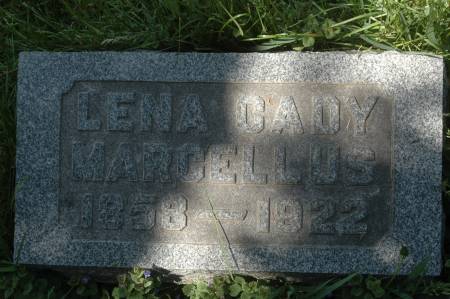 LENA CADY
MARCELLUS
1858 — 1922